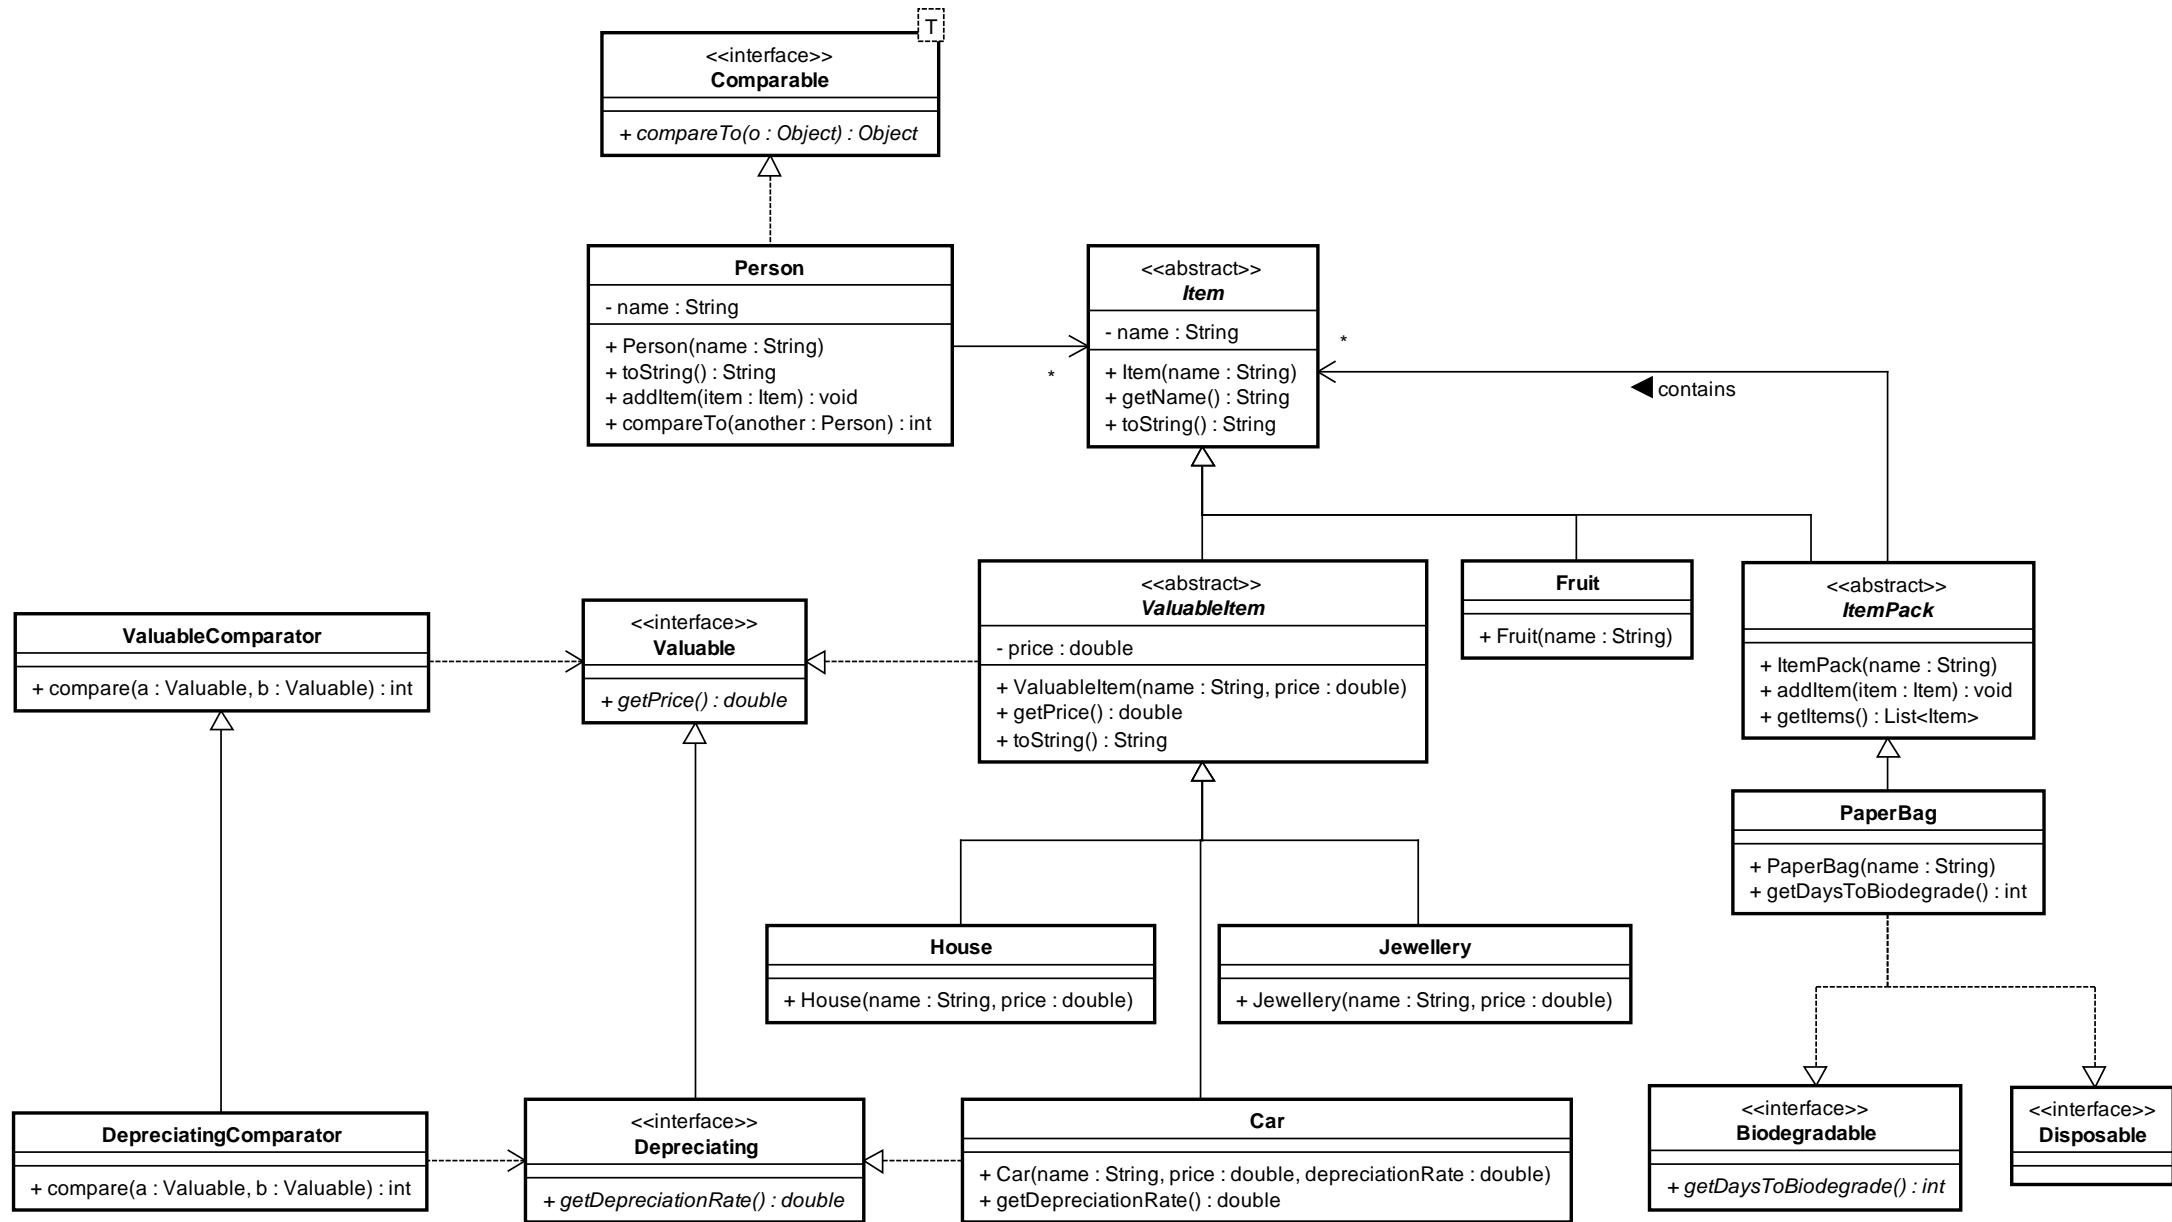 T
<<interface>>
Comparable
+ compareTo(o : Object) : Object
Person
- name : String
+ Person(name : String)
+ toString() : String
+ addItem(item : Item) : void
+ compareTo(another : Person) : int
*
<<abstract>>
Item
- name : String
+ Item(name : String)
+ getName() : String
+ toString() : String
*
contains
ValuableComparator
+ compare(a : Valuable, b : Valuable) : int
<<interface>>
Valuable
+ getPrice() : double
<<abstract>>
ValuableItem
- price : double
+ ValuableItem(name : String, price : double)
+ getPrice() : double
+ toString() : String
Fruit
+ Fruit(name : String)
<<abstract>>
ItemPack
+ ItemPack(name : String)
+ addItem(item : Item) : void
+ getItems() : List<Item>
PaperBag
+ PaperBag(name : String)
+ getDaysToBiodegrade() : int
House
+ House(name : String, price : double)
Jewellery
+ Jewellery(name : String, price : double)
DepreciatingComparator
+ compare(a : Valuable, b : Valuable) : int
<<interface>>
Depreciating
+ getDepreciationRate() : double
Car
+ Car(name : String, price : double, depreciationRate : double)
+ getDepreciationRate() : double
<<interface>>
Biodegradable
+ getDaysToBiodegrade() : int
<<interface>>
Disposable